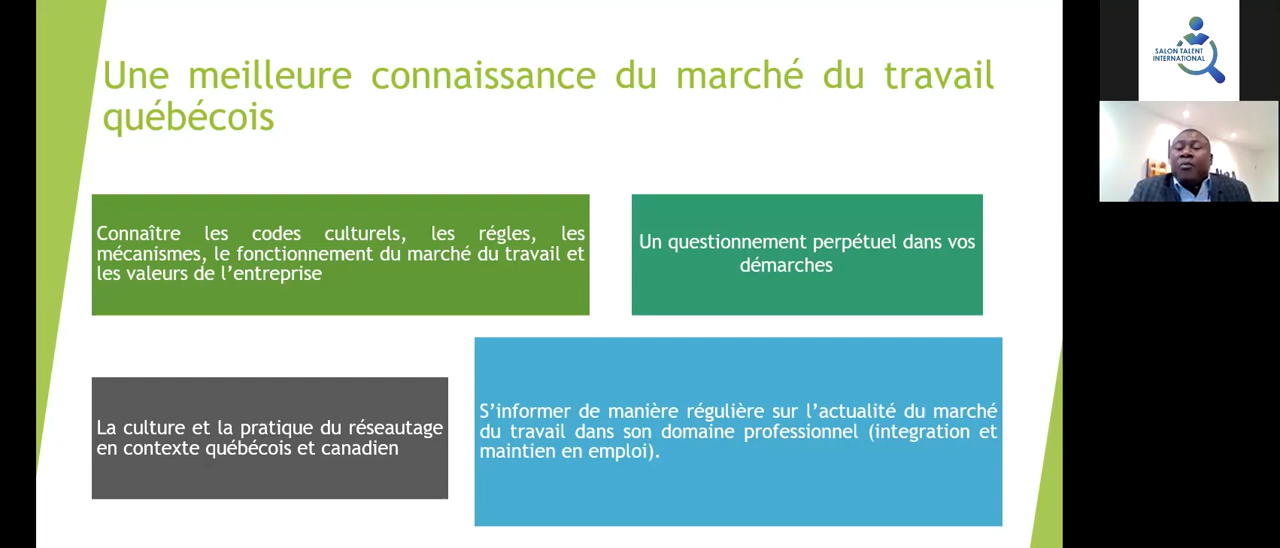 Une meilleure connaissance du marché du travail
québécois
Connaître les codes culturels, les régles, les
mécanismes, le fonctionnement du marché du travail et
les valeurs de l’entreprise
Un questionnement perpétuel dans vos
démarches
La culture et la pratique du réseautage
en contexte québécois et canadien
S’informer de manière régulière sur l’actualité du marché
du travail dans son domaine professionnel (integration et
maintien en emploi).
SALON TALENT
INTERNATIONAL